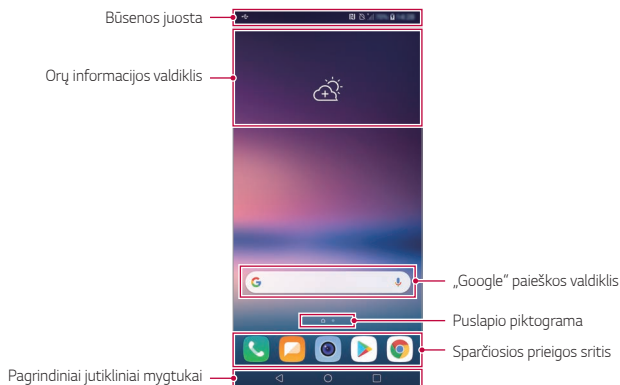 Būsenos juosta
Orų informacijos valdiklis
„Google“ paieškos valdiklis
Puslapio piktograma
Sparčiosios prieigos sritis
Pagrindiniai jutikliniai mygtukai